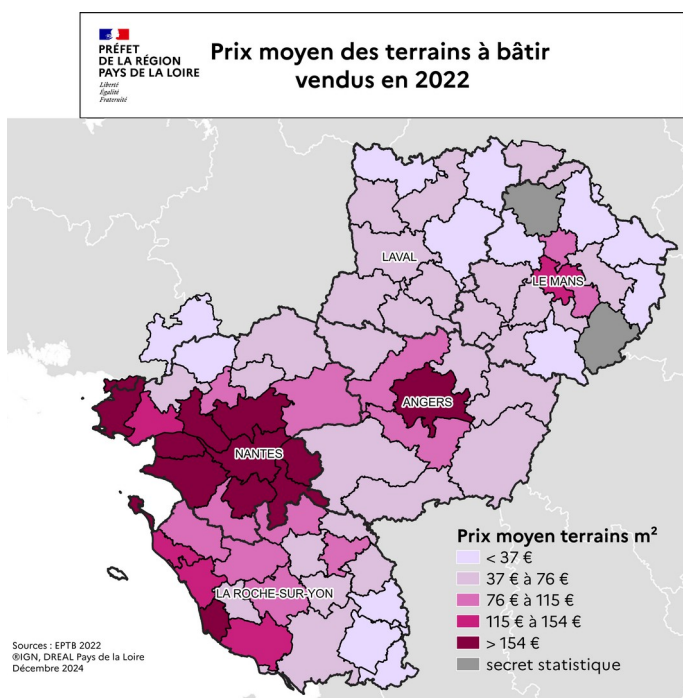 PRÉFET
DE LA RÉGION
PAYS DE LA LOIRE
Liberté
Égalité
Fraternité
Prix moyen des terrains à bâtir
vendus en 2022
LAVAL
LE MANS
ANGERS
NANTES
LA ROCHE-SUR-YON
Prix moyen terrains m²
< 37 €
37 € à 76 €
76 € à 115 €
115 € à 154 €
> 154 €
secret statistique
Sources : EPTB 2022
®IGN, DREAL Pays de la Loire
Décembre 2024